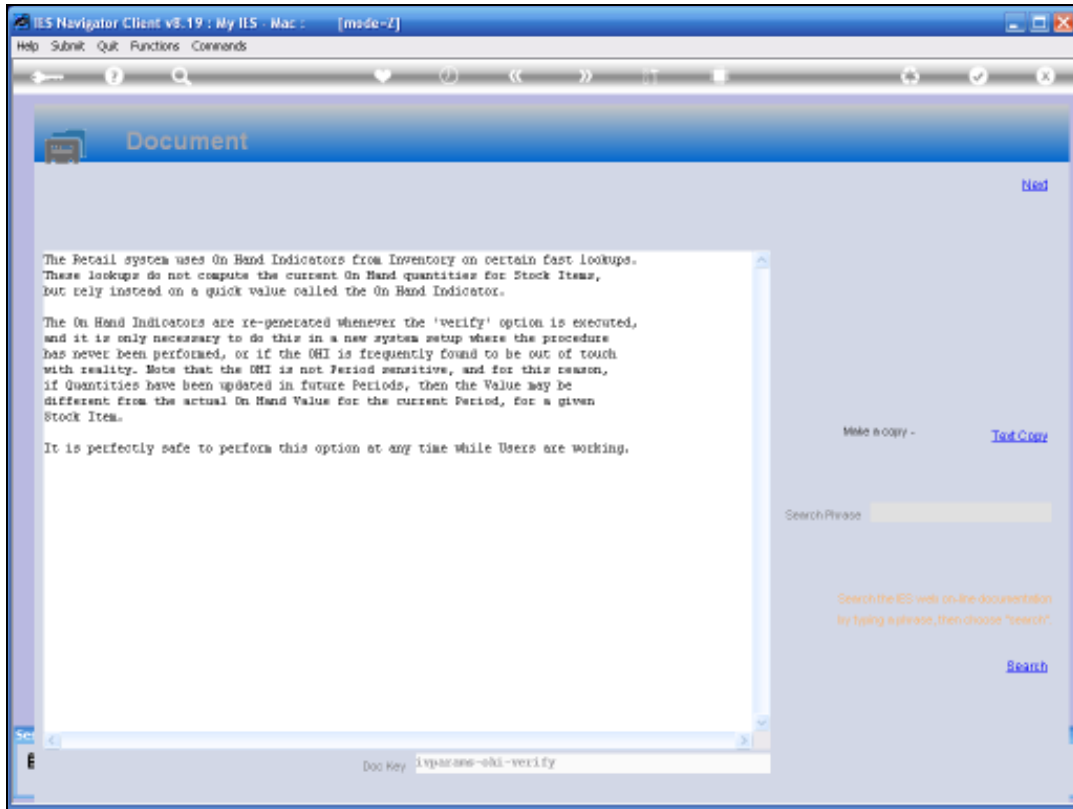 IES Navigator Client v8.19 : My IES - Mac : [mode=Z]
Help Submit Quit Functions Commands
Document
Next
The Retail system uses On Hand Indicators from Inventory on certain fast lookups.
These lookups do not compute the current On Hand quantities for Stock Items,
but rely instead on a quick value called the On Hand Indicator.
The On Hand Indicators are re-generated whenever the 'verify' option is executed,
and it is only necessary to do this in a new system setup where the procedure
has never been performed, or if the OHI is frequently found to be out of touch
with reality. Note that the OHI is not Period sensitive, and for this reason,
if Quantities have been updated in future Periods, then the Value may be
different from the actual On Hand Value for the current Period, for a given
Stock Item.
It is perfectly safe to perform this option at any time while Users are working.
Make a copy -
Text Copy
Search Phrase
Search the IES web on-line documentation
by typing a phrase, then choose "search".
Search
Doc Key ivparams-ohi-verify